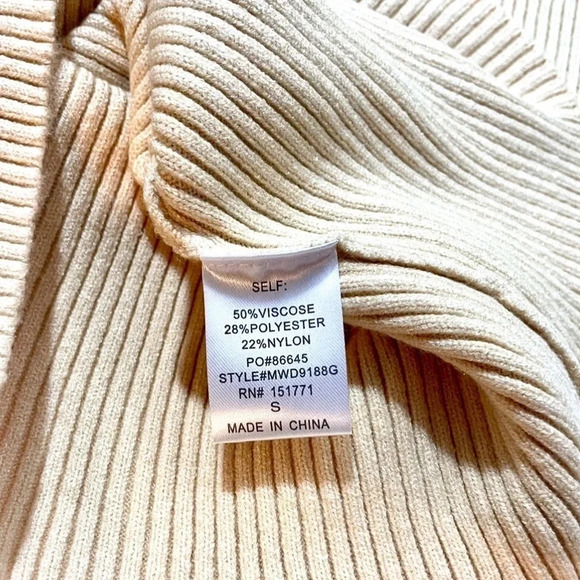 SELF:
50%VISCOSE
28%POLYESTER
22%NYLON
PO#86645
STYLE#MWD9188G
RN# 151771
S
MADE IN CHINA